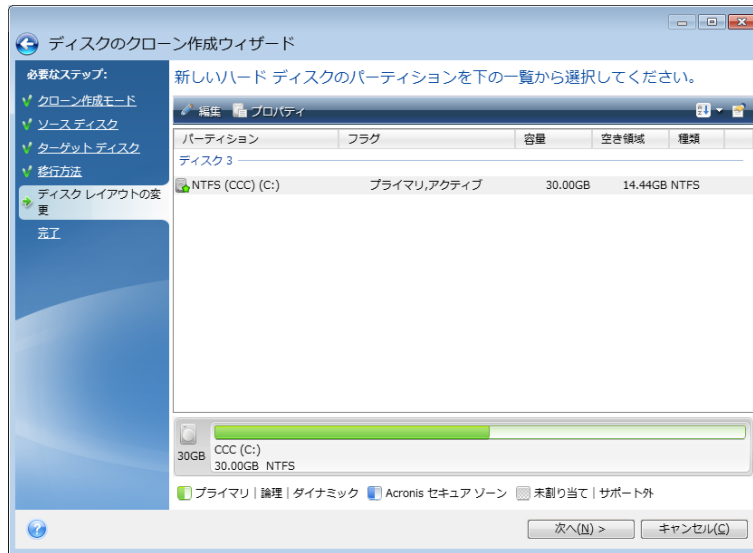 ディスクのクローン作成ウィザード
必要なステップ:
クローン作成モード
ソース ディスク
ターゲット ディスク
移行方法
ディスク レイアウトの変
更
完了
新しいハード ディスクのパーティションを下の一覧から選択してください。
編集 プロパティ
パーティション フラグ 容量 空き領域 種類
ディスク 3
NTFS (CCC) (C:) プライマリ,アクティブ 30.00GB 14.44GB NTFS
30GB
CCC (C:)
30.00GB NTFS
プライマリ | 論理 | ダイナミック Acronis セキュア ゾーン 未割り当て | サポート外
次へ(N) > キャンセル(C)